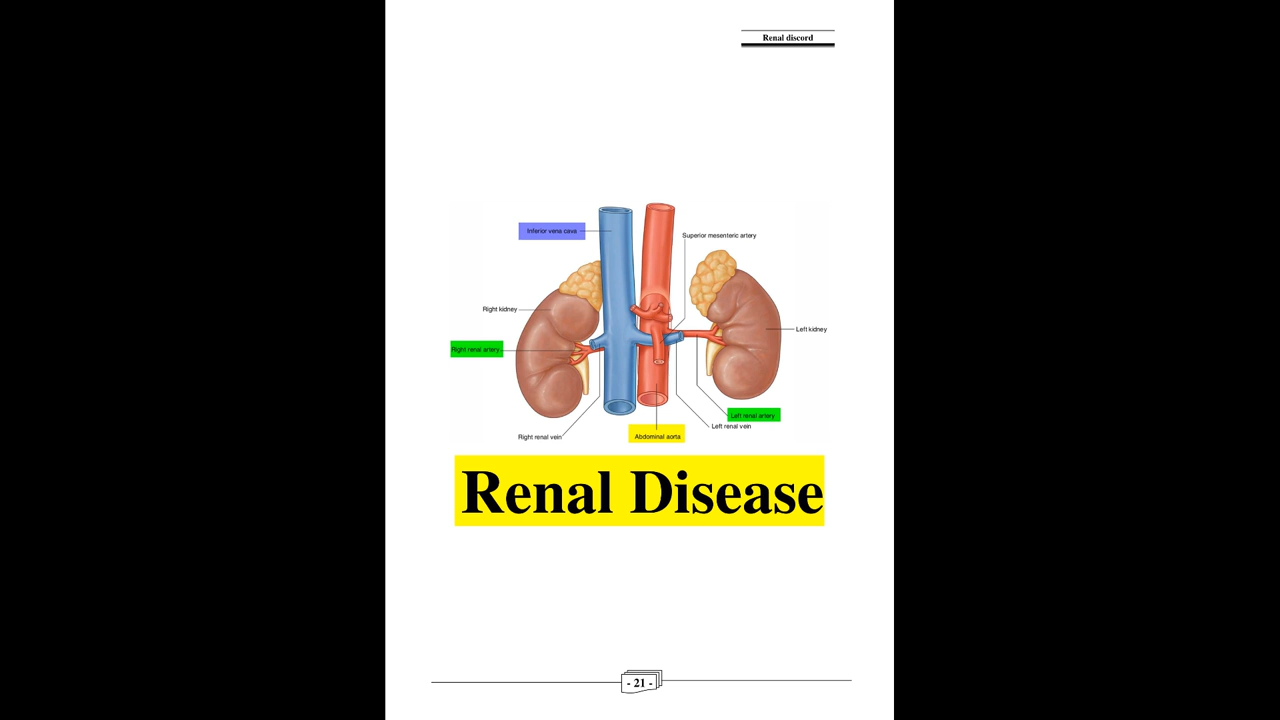 Renal discord
Inferior vena cava
Superior mesenteric artery
Right kidney
Left kidney
Right renal artery
Left renal artery
Left renal vein
Right renal vein
Abdominal aorta
Renal Disease
- 21 -